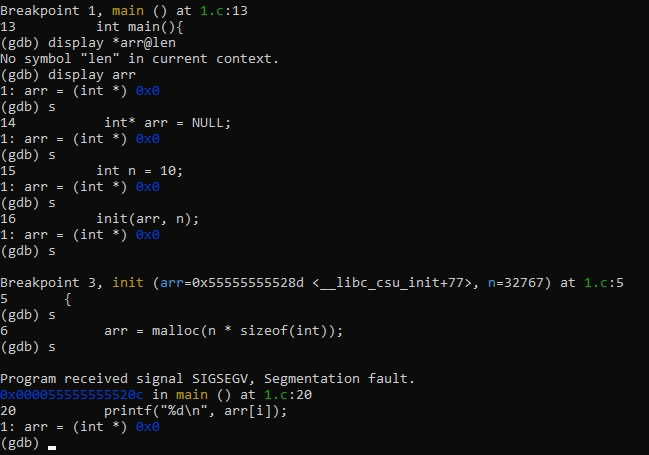 Breakpoint 1, main () at 1.c:13
13        int main(){
(gdb) display *arr@len
No symbol "len" in current context.
(gdb) display arr
1: arr = (int *) 0x0
(gdb) s
14         int* arr = NULL;
1: arr = (int *) 0x0
(gdb) s
15        int n = 10;
1: arr = (int *) 0x0
(gdb) s
16        init(arr, n);
1: arr = (int *) 0x0
(gdb) s
Breakpoint 3, init (arr=0x55555555528d <__libc_csu_init+77>, n=32767) at 1.c:5
5     {
(gdb) s
6         arr = malloc(n * sizeof(int));
(gdb) s
Program received signal SIGSEGV, Segmentation fault.
0x000055555555520c in main () at 1.c:20
20         printf("%d\n", arr[i]);
1: arr = (int *) 0x0
(gdb)